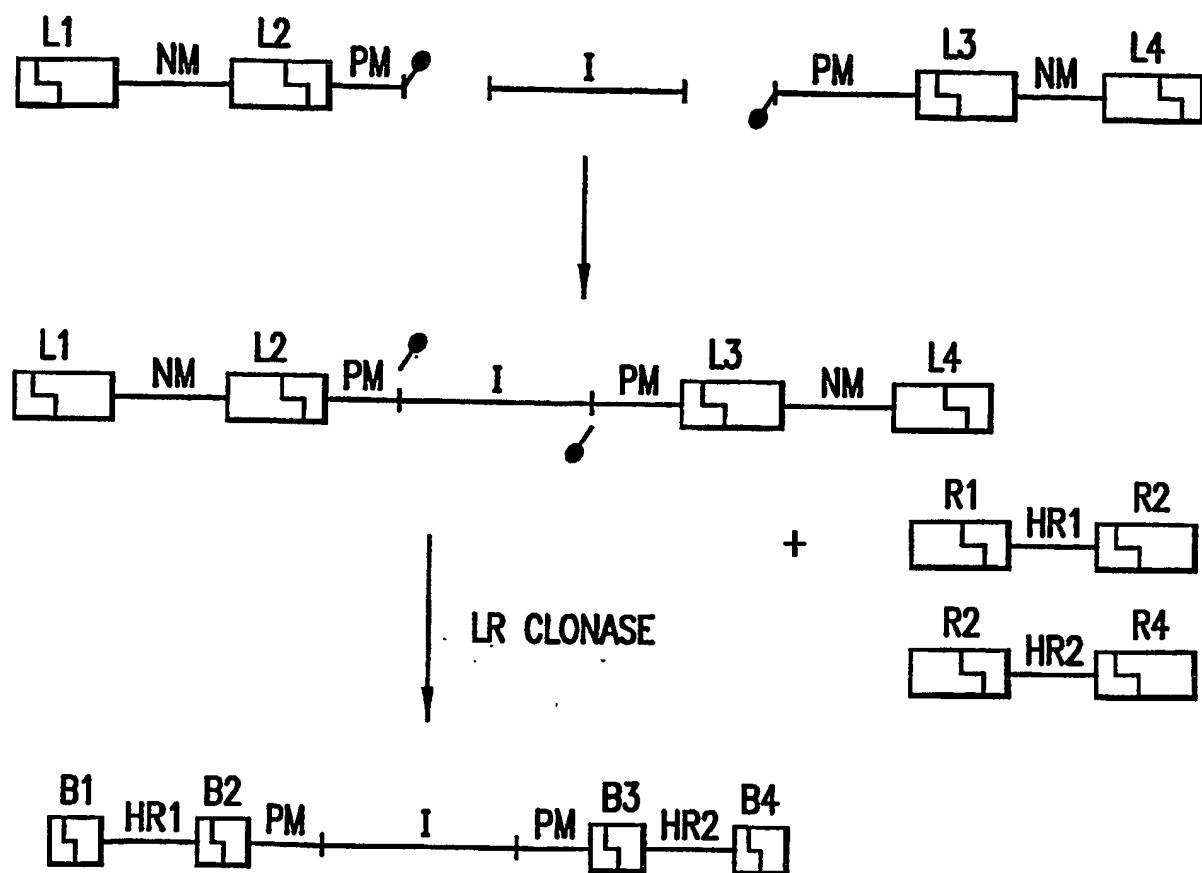 L1 NM L2 PM I PM L3 NM L4
L1 NM L2 PM I PM L3 NM L4
+ R1 HR1 R2
R2 HR2 R4
LR CLONASE
B1 HR1 B2 PM I PM B3 HR2 B4